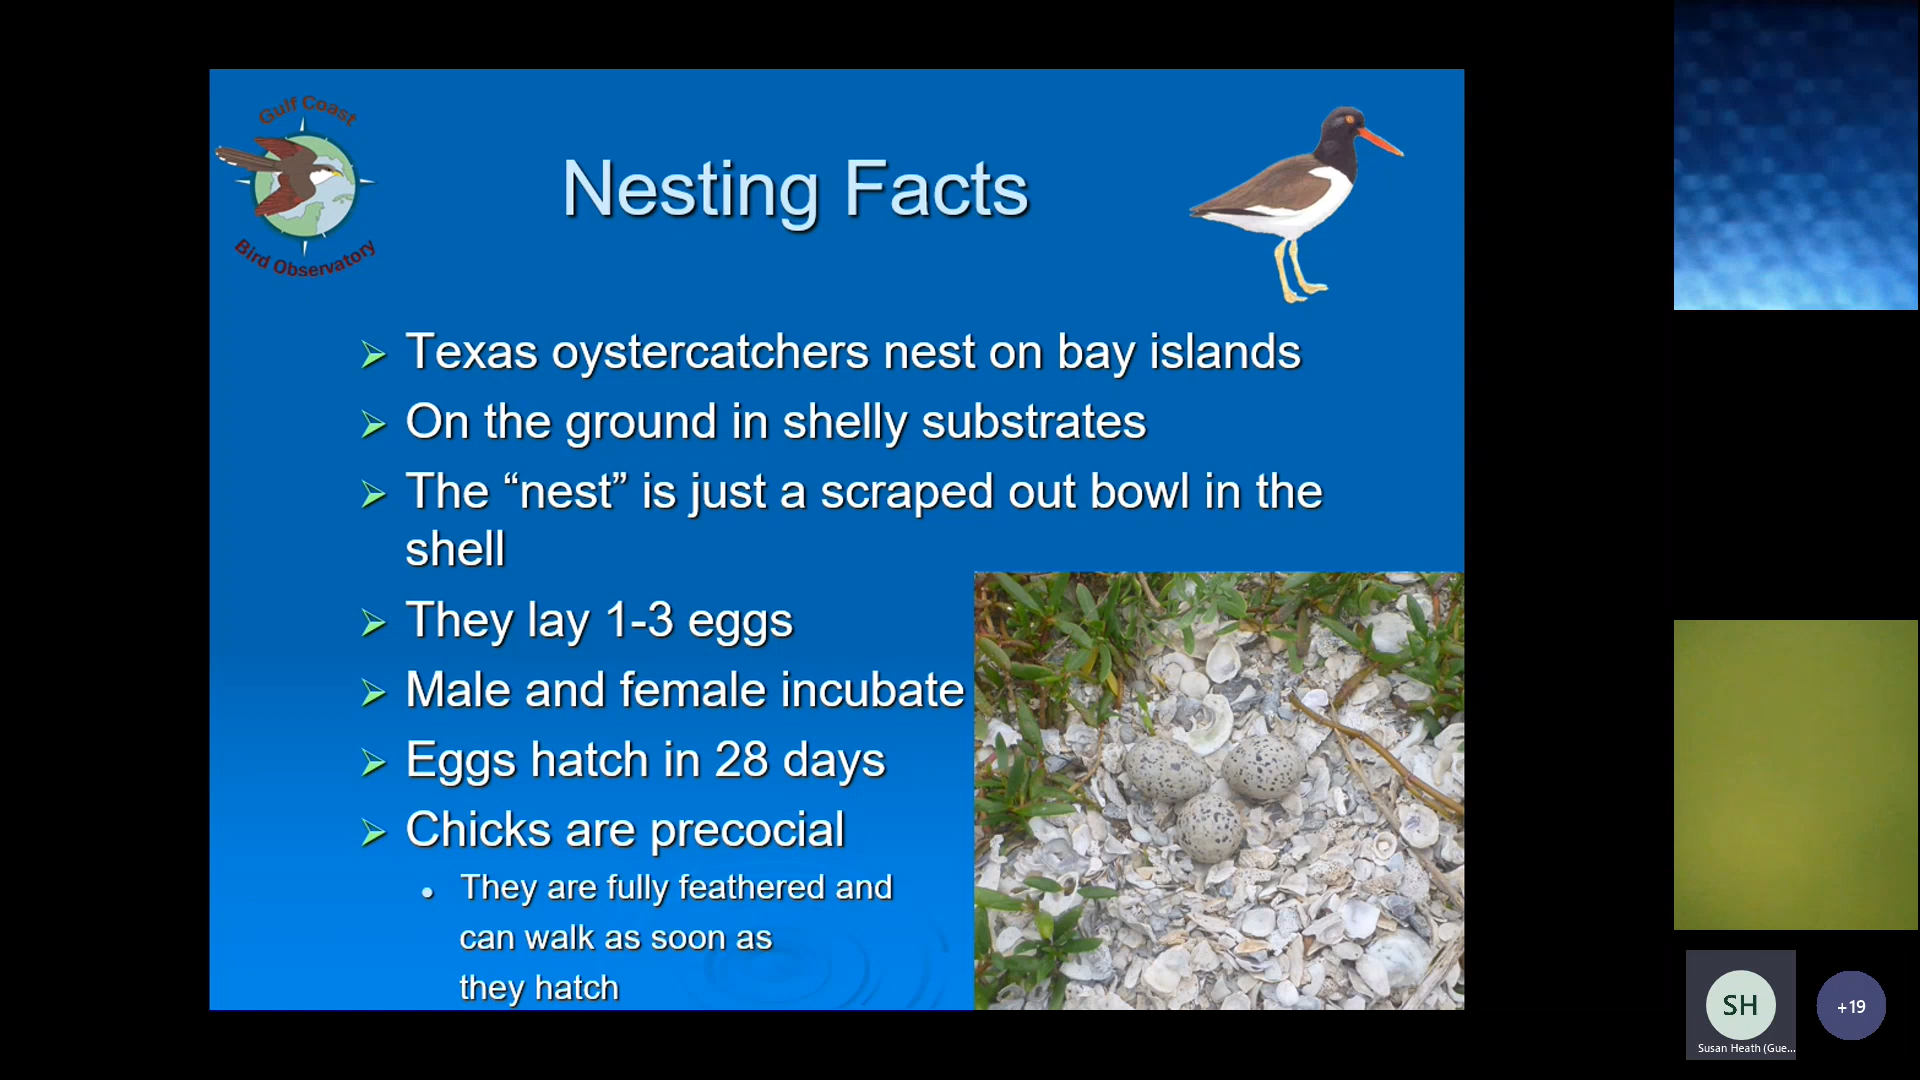 Gulf Coast
Bird Observatory
Nesting Facts
Texas oystercatchers nest on bay islands
On the ground in shelly substrates
The “nest” is just a scraped out bowl in the
shell
They lay 1-3 eggs
Male and female incubate
Eggs hatch in 28 days
Chicks are precocial
They are fully feathered and
can walk as soon as
they hatch
SH
Susan Heath (Gue...
+19